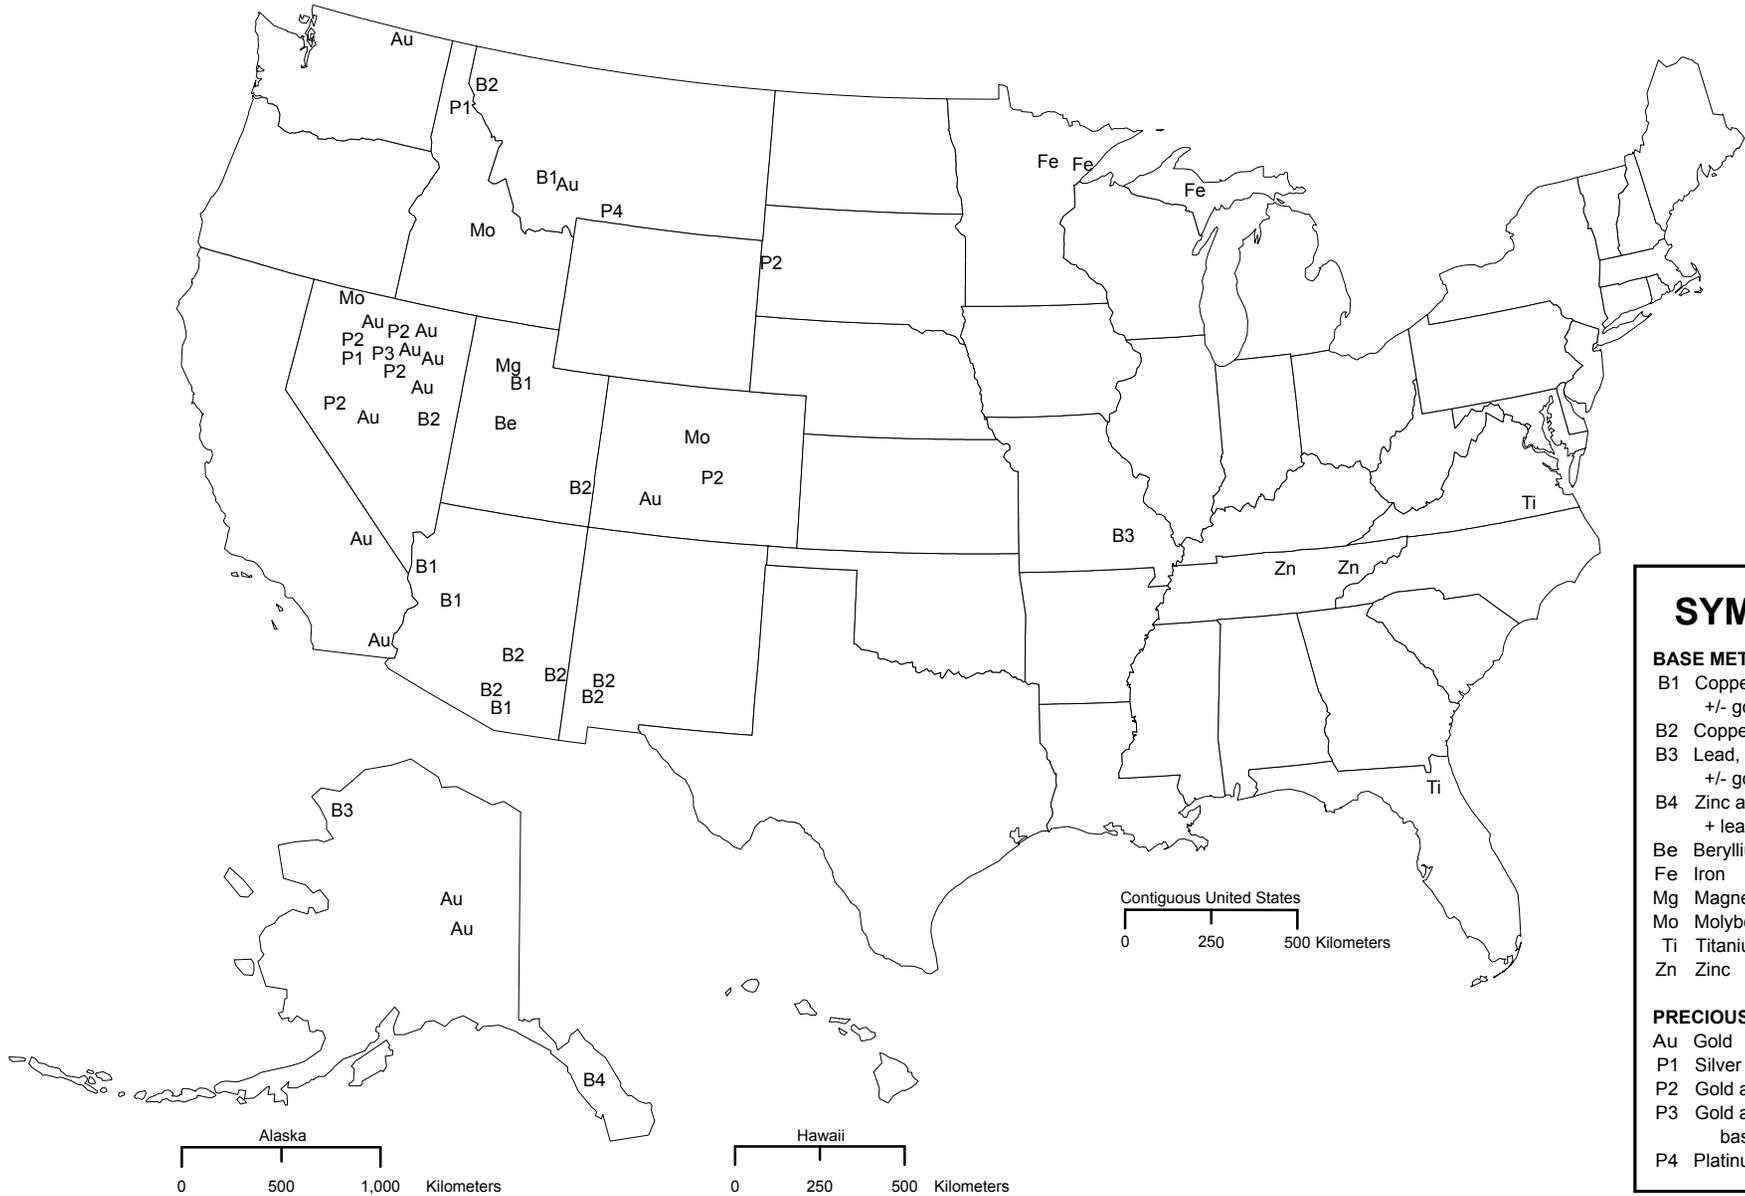 Au
B2
P1
Fe Fe
B1 Au
Fe
P4
Mo
P2
Mo
Au P2 Au
P2
P1 P3 Au Au
P2
Mg
B1
Au
P2
Au B2
Be
Mo
P2
B2
Au
Ti
B3
Au
B1
Zn Zn
B1
Au
B2
B2
B2
B2 B2
B1
Ti
B3
Au
Au
B4
Contiguous United States
0 250 500 Kilometers
Alaska
0 500 1,000 Kilometers
Hawaii
0 250 500 Kilometers
SYM
BASE MET
B1 Coppe
+/- go
B2 Coppe
B3 Lead,
+/- go
B4 Zinc a
+ lea
Be Berylli
Fe Iron
Mg Magne
Mo Molyb
Ti Titaniu
Zn Zinc
PRECIOUS
Au Gold
P1 Silver
P2 Gold a
P3 Gold a
bas
P4 Platinu